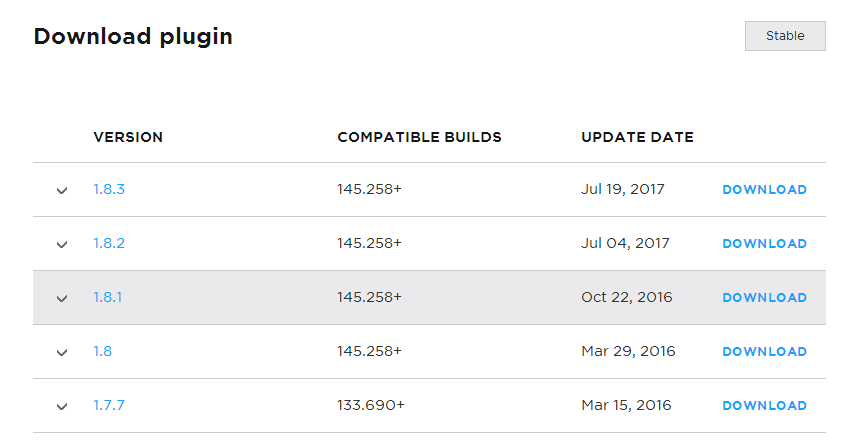 Download plugin
Stable
VERSION COMPATIBLE BUILDS UPDATE DATE
1.8.3 145.258+ Jul 19, 2017 DOWNLOAD
1.8.2 145.258+ Jul 04, 2017 DOWNLOAD
1.8.1 145.258+ Oct 22, 2016 DOWNLOAD
1.8 145.258+ Mar 29, 2016 DOWNLOAD
1.7.7 133.690+ Mar 15, 2016 DOWNLOAD